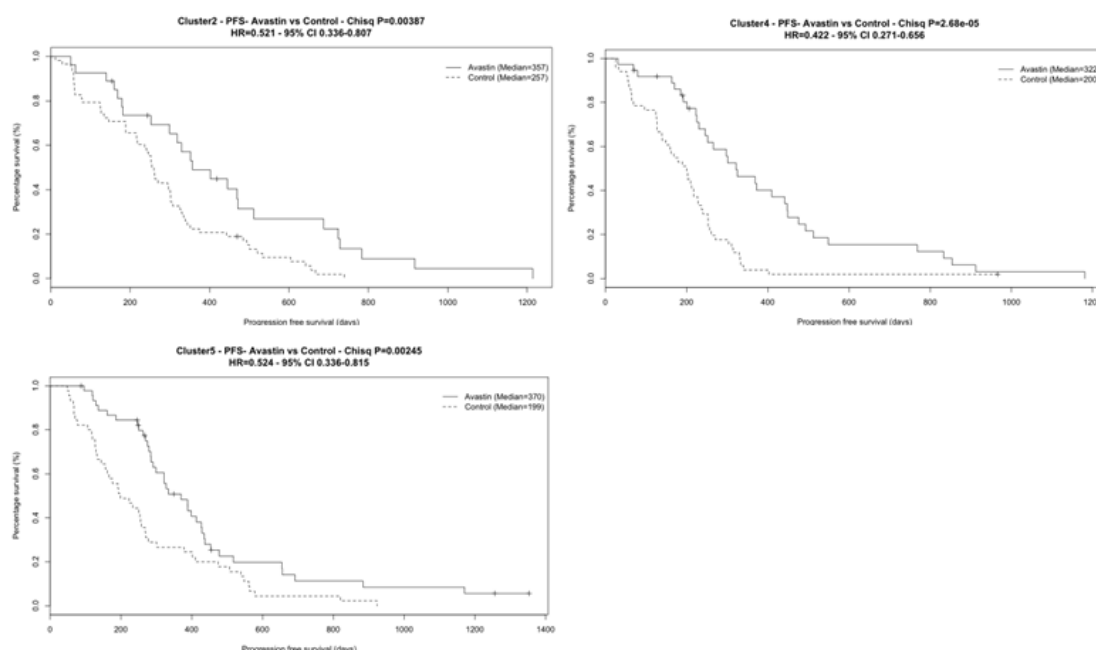 Cluster2 - PFS- Avastin vs Control - Chisq P=0.00387
HR=0.521 - 95% CI 0.336-0.807
Avastin (Median=357)
Control (Median=257)
Percentage survival (%)
1.0
0.8
0.6
0.4
0.2
0.0
0 200 400 600 800 1000 1200
Progression free survival (days)
Cluster4 - PFS- Avastin vs Control - Chisq P=2.68e-05
HR=0.422 - 95% CI 0.271-0.656
Avastin (Median=322
Control (Median=200
Percentage survival (%)
1.0
0.8
0.6
0.4
0.2
0.0
0 200 400 600 800 1000 1200
Progression free survival (days)
Cluster5 - PFS- Avastin vs Control - Chisq P=0.00245
HR=0.524 - 95% CI 0.336-0.815
Avastin (Median=370)
Control (Median=199)
Percentage survival (%)
1.0
0.8
0.6
0.4
0.2
0.0
0 200 400 600 800 1000 1200 1400
Progression free survival (days)